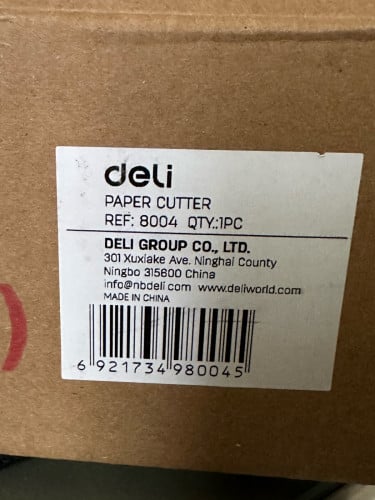 deli
PAPER CUTTER
REF: 8004 QTY.:1PC
DELI GROUP CO., LTD.
301 Xuxiake Ave. Ninghai County
Ningbo 315600 China
info@nbdeli.com www.deliworld.com
MADE IN CHINA
6 921734 980045